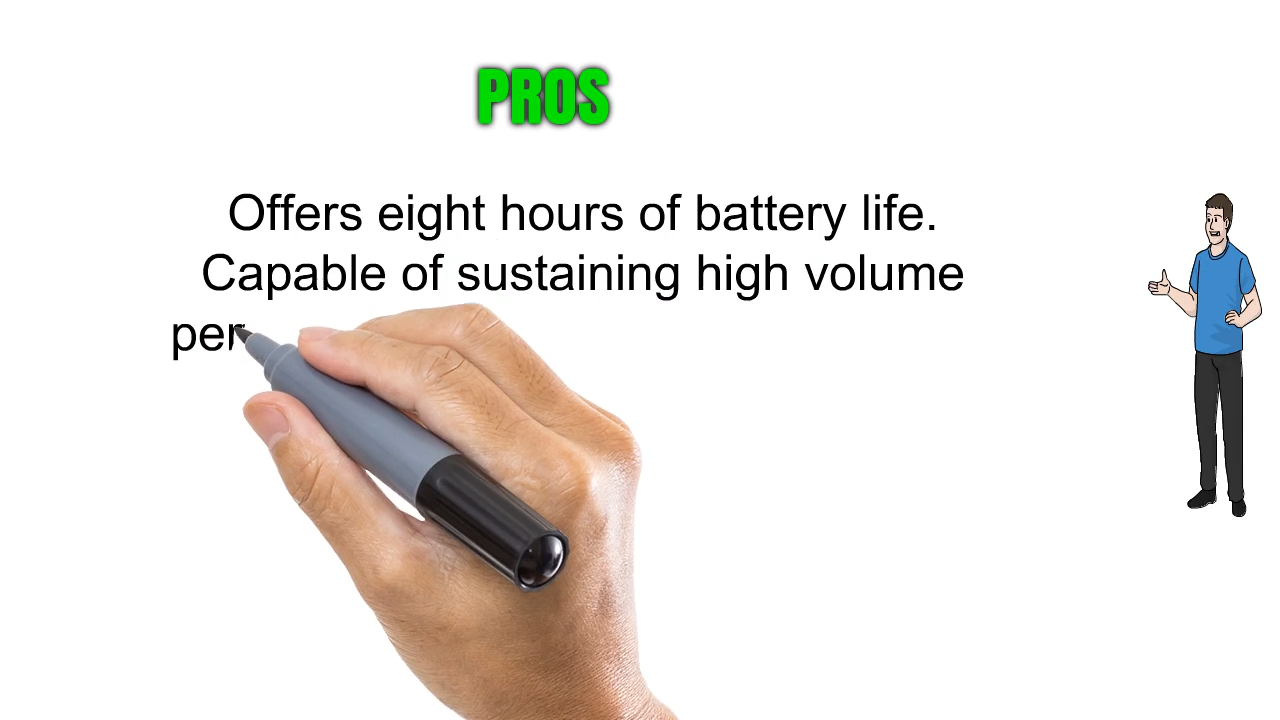 PROS
Offers eight hours of battery life.
Capable of sustaining high volume
per